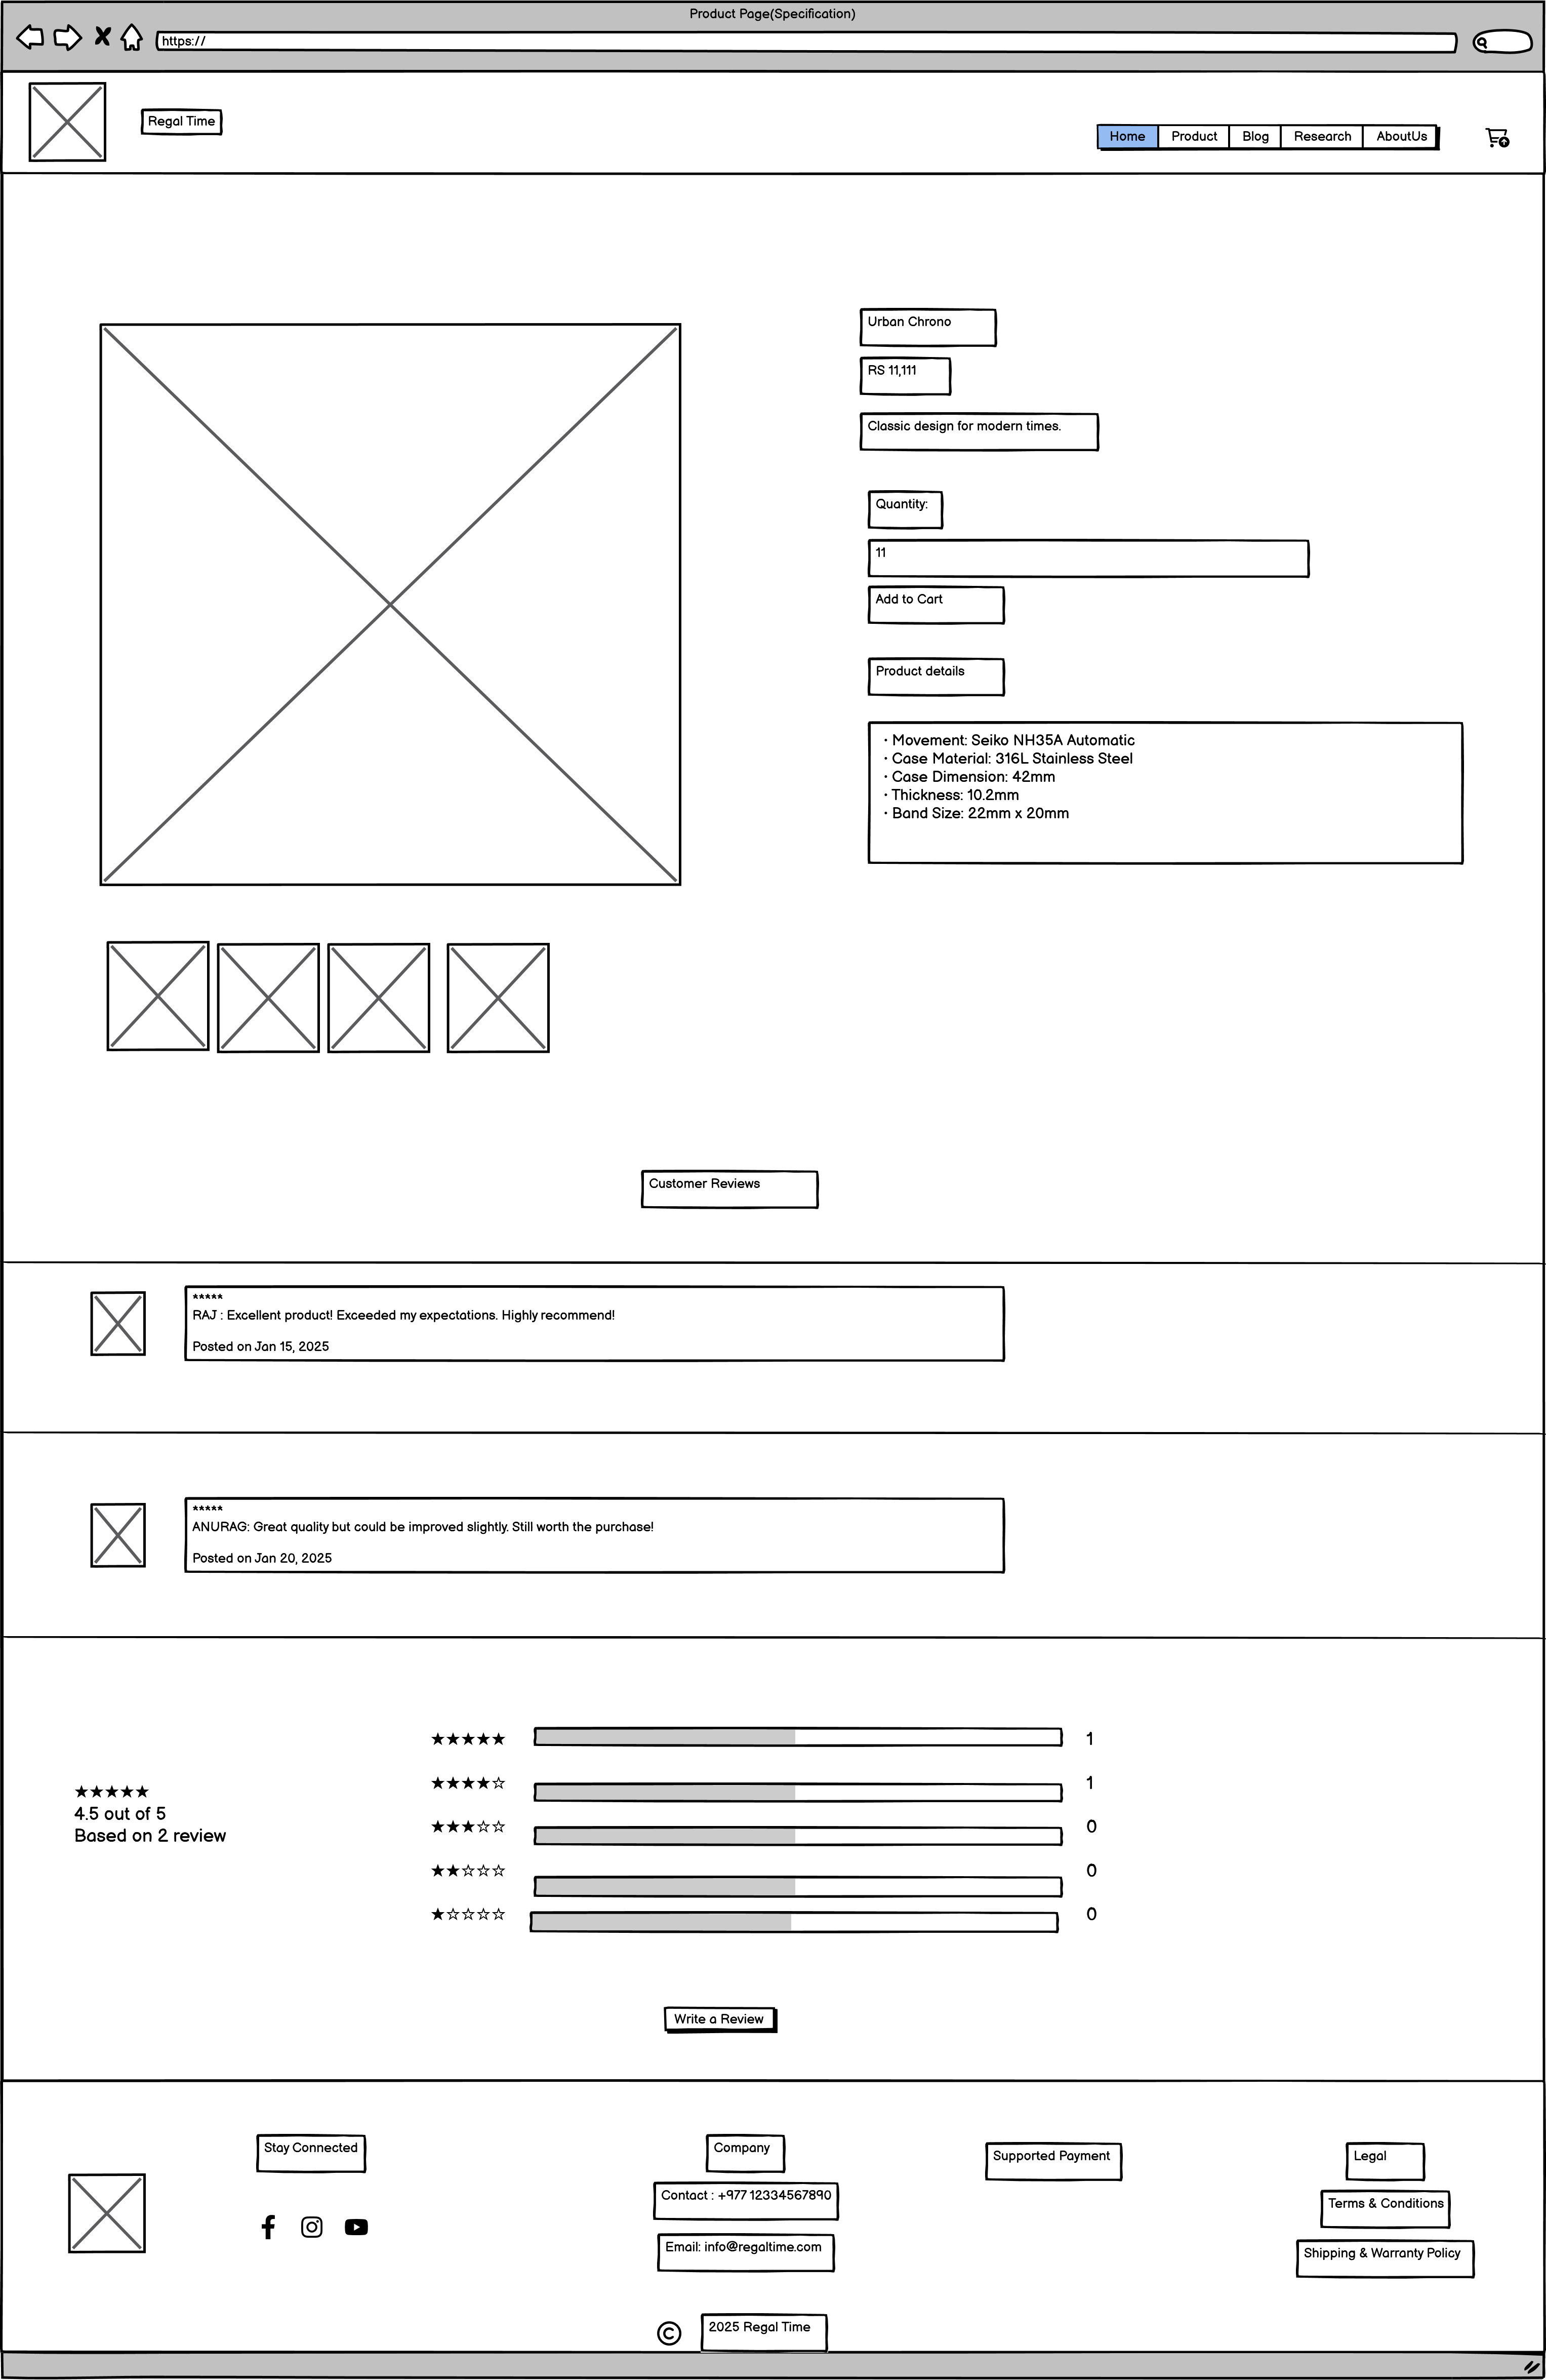 Product Page(Specification)
https://
Regal Time
Home Product Blog Research AboutUs
Urban Chrono
RS 11,111
Classic design for modern times.
Quantity:
11
Add to Cart
Product details
• Movement: Seiko NH35A Automatic
• Case Material: 316L Stainless Steel
• Case Dimension: 42mm
• Thickness: 10.2mm
• Band Size: 22mm x 20mm
Customer Reviews
*****
RAJ : Excellent product! Exceeded my expectations. Highly recommend!
Posted on Jan 15, 2025
*****
ANURAG: Great quality but could be improved slightly. Still worth the purchase!
Posted on Jan 20, 2025
★★★★★
4.5 out of 5
Based on 2 review
★★★★★ 1
★★★★☆ 1
★★★☆☆ 0
★★☆☆☆ 0
★☆☆☆☆ 0
Write a Review
Stay Connected
Company
Contact : +977 12334567890
Email: info@regaltime.com
Supported Payment
Legal
Terms & Conditions
Shipping & Warranty Policy
© 2025 Regal Time